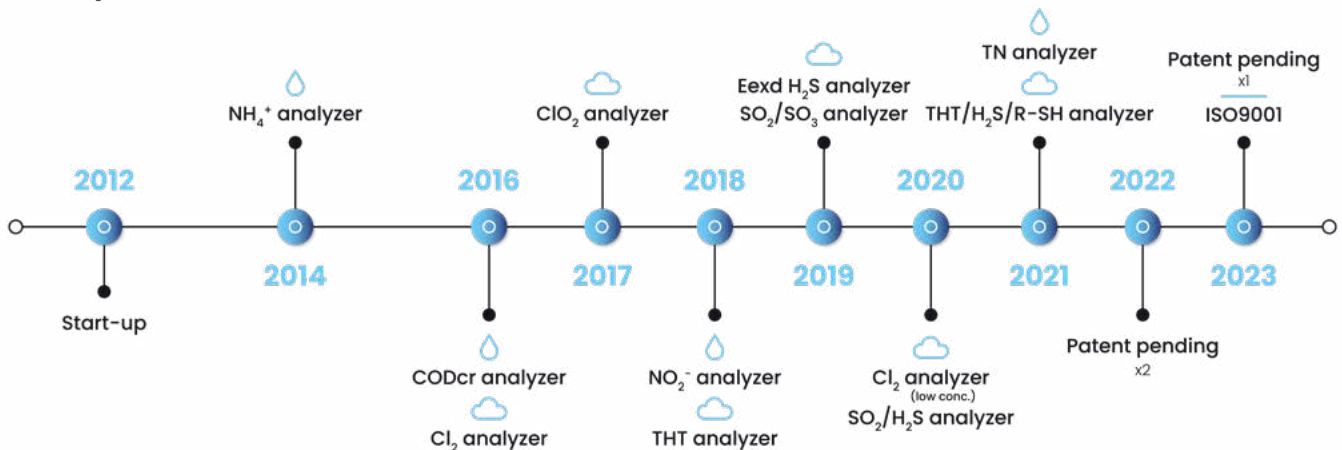 2012
Start-up
NH₄⁺ analyzer
2014
2016
CODcr analyzer
Cl₂ analyzer
ClO₂ analyzer
2017
2018
NO₂⁻ analyzer
THT analyzer
Eexd H₂S analyzer
SO₂/SO₃ analyzer
2019
2020
Cl₂ analyzer
(low conc.)
SO₂/H₂S analyzer
TN analyzer
THT/H₂S/R-SH analyzer
2021
2022
Patent pending
x2
Patent pending
x1
ISO9001
2023